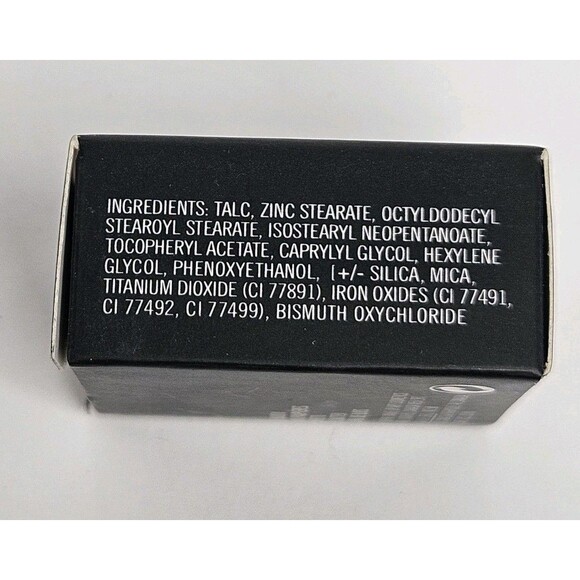 INGREDIENTS: TALC, ZINC STEARATE, OCTYLDODECYL
STEAROYL STEARATE, ISOSTEARYL NEOPENTANOATE,
TOCOPHERYL ACETATE, CAPRYLYL GLYCOL, HEXYLENE
GLYCOL, PHENOXYETHANOL, [+/- SILICA, MICA,
TITANIUM DIOXIDE (CI 77891), IRON OXIDES (CI 77491,
CI 77492, CI 77499), BISMUTH OXYCHLORIDE